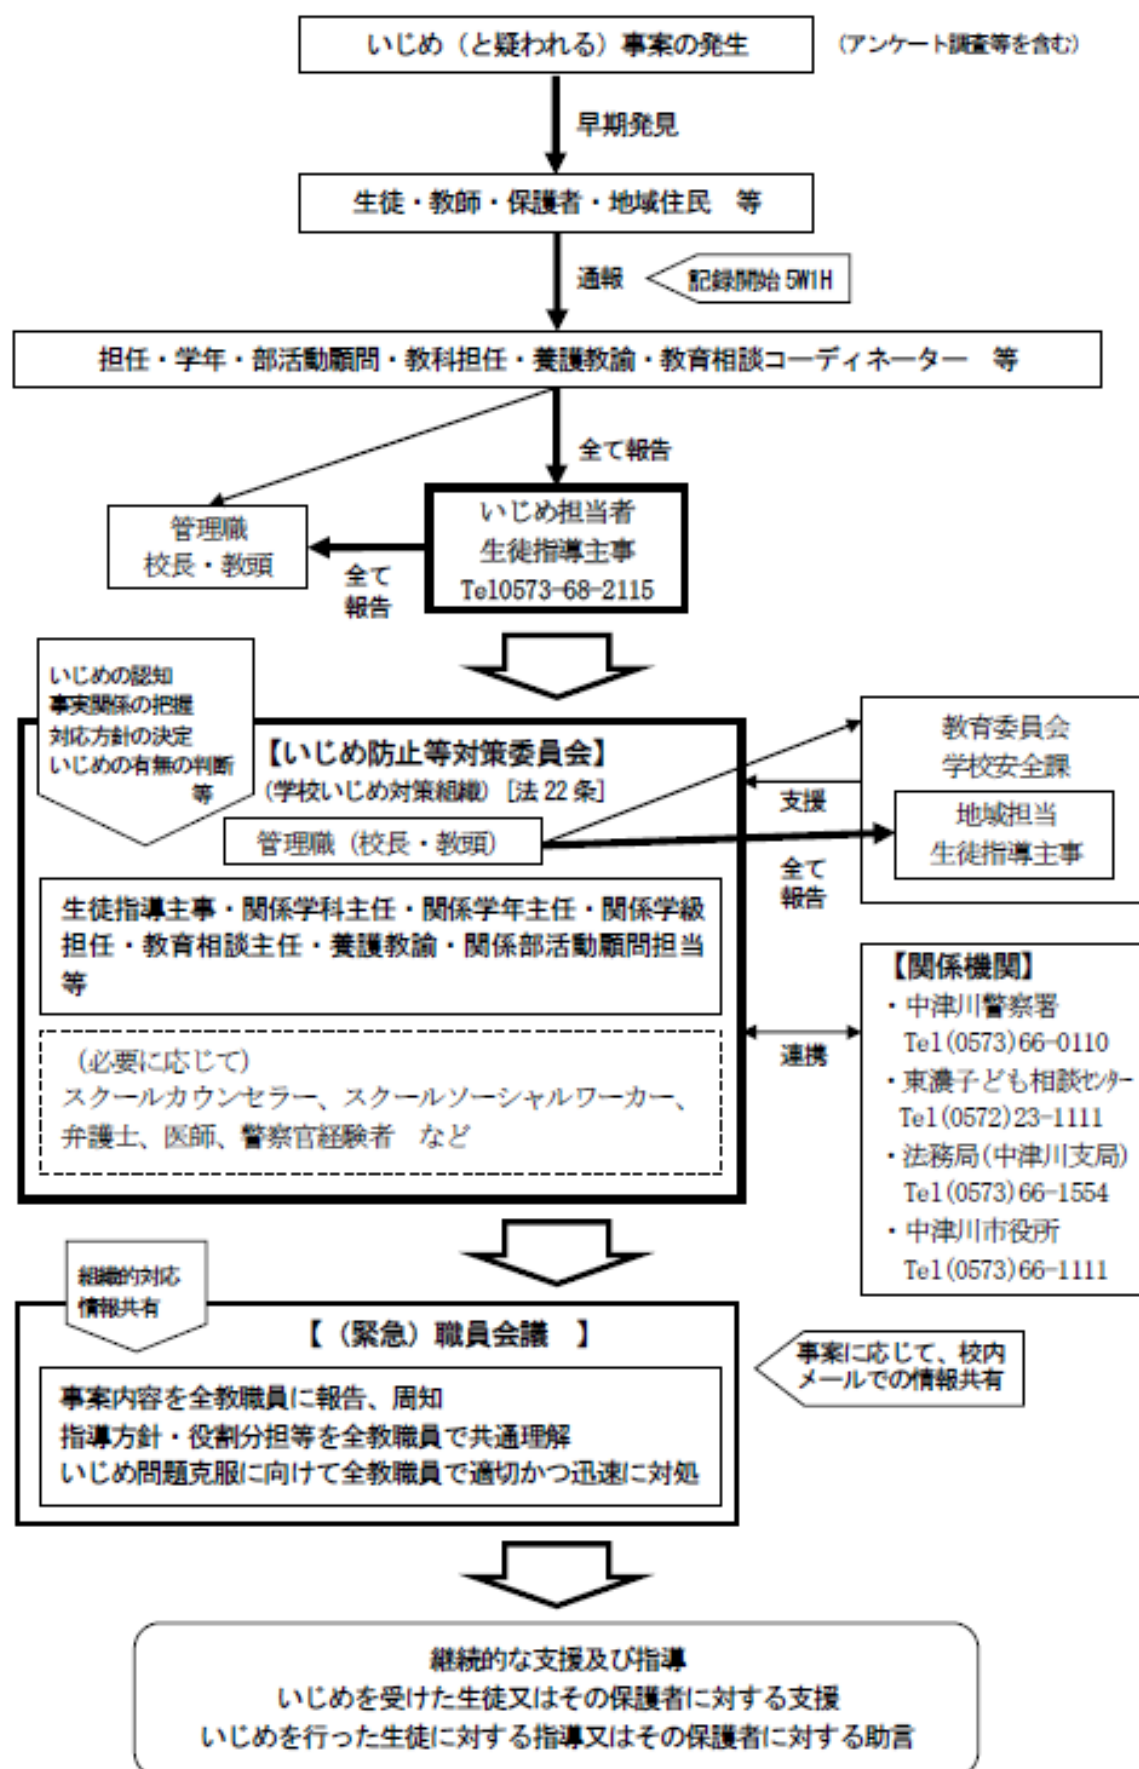 いじめ（と疑われる）事案の発生
（アンケート調査等を含む）
早期発見
生徒・教師・保護者・地域住民　等
通報
記録開始 5W1H
担任・学年・部活動顧問・教科担任・養護教諭・教育相談コーディネーター　等
全て報告
いじめ担当者
生徒指導主事
Tel0573-68-2115
管理職
校長・教頭
全て
報告
いじめの認知
事実関係の把握
対応方針の決定
いじめの有無の判断
等
【いじめ防止等対策委員会】
（学校いじめ対策組織）［法 22 条］
管理職（校長・教頭）
生徒指導主事・関係学科主任・関係学年主任・関係学級
担任・教育相談主任・養護教諭・関係部活動顧問担当
等
（必要に応じて）
スクールカウンセラー、スクールソーシャルワーカー、
弁護士、医師、警察官経験者　など
教育委員会
学校安全課
支援
地域担当
生徒指導主事
全て
報告
【関係機関】
・中津川警察署
Tel(0573)66-0110
・東濃子ども相談センター
Tel(0572)23-1111
・法務局(中津川支局)
Tel(0573)66-1554
・中津川市役所
Tel(0573)66-1111
連携
組織的対応
情報共有
【（緊急）職員会議　】
事案内容を全教職員に報告、周知
指導方針・役割分担等を全教職員で共通理解
いじめ問題克服に向けて全教職員で適切かつ迅速に対処
事案に応じて、校内
メールでの情報共有
継続的な支援及び指導
いじめを受けた生徒又はその保護者に対する支援
いじめを行った生徒に対する指導又はその保護者に対する助言